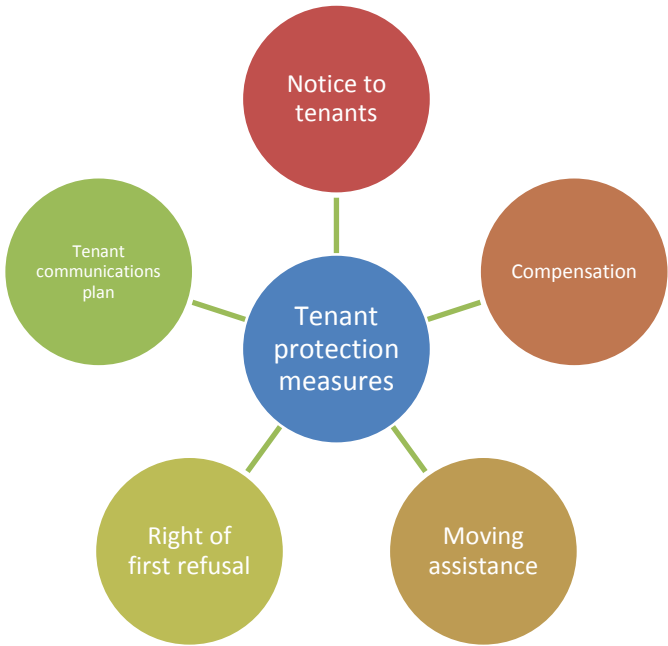 Notice to
tenants
Tenant
communications
plan
Compensation
Tenant
protection
measures
Right of
first refusal
Moving
assistance